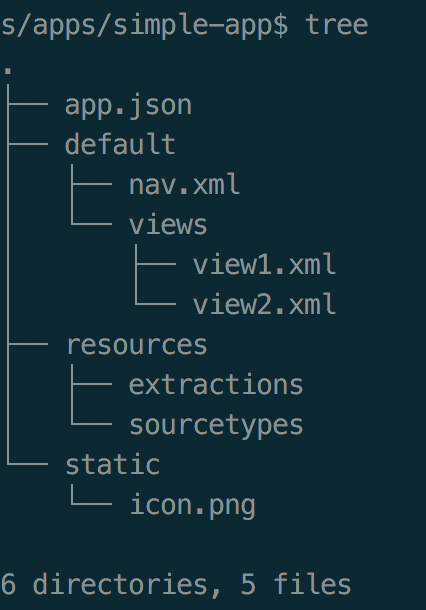 s/apps/simple-app$ tree
.
├── app.json
├── default
│   ├── nav.xml
│   └── views
│       ├── view1.xml
│       └── view2.xml
├── resources
│   ├── extractions
│   └── sourcetypes
└── static
    └── icon.png
6 directories, 5 files